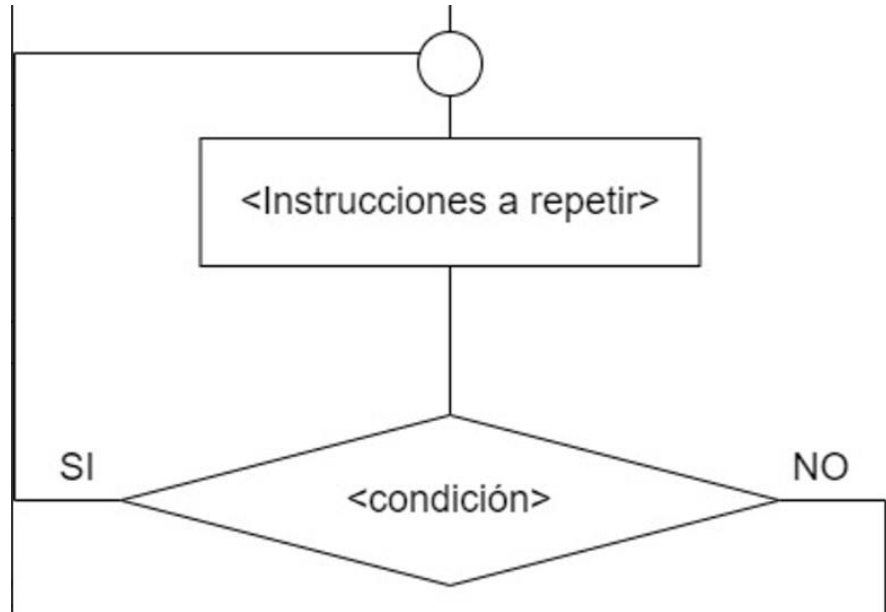 <Instrucciones a repetir>
SI
<condición>
NO